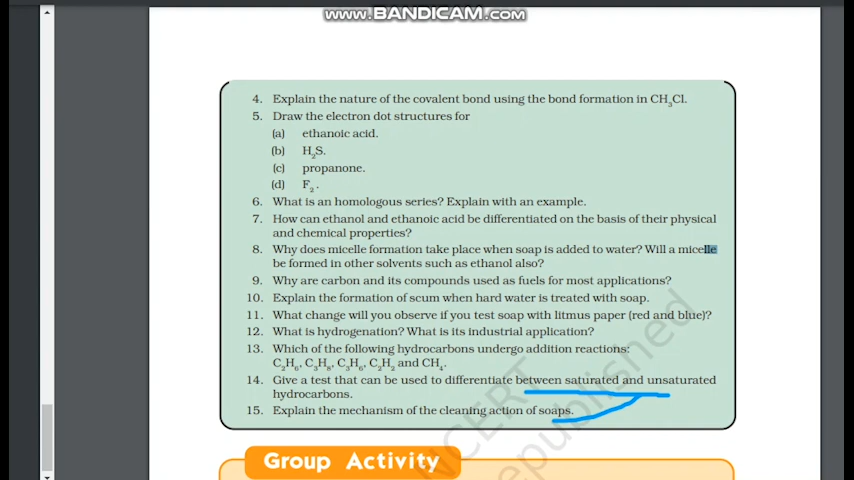 www.BANDICAM.com
4. Explain the nature of the covalent bond using the bond formation in CH₃Cl.
5. Draw the electron dot structures for
(a) ethanoic acid.
(b) H₂S.
(c) propanone.
(d) F₂.
6. What is an homologous series? Explain with an example.
7. How can ethanol and ethanoic acid be differentiated on the basis of their physical
and chemical properties?
8. Why does micelle formation take place when soap is added to water? Will a micelle
be formed in other solvents such as ethanol also?
9. Why are carbon and its compounds used as fuels for most applications?
10. Explain the formation of scum when hard water is treated with soap.
11. What change will you observe if you test soap with litmus paper (red and blue)?
12. What is hydrogenation? What is its industrial application?
13. Which of the following hydrocarbons undergo addition reactions:
C₂H₆, C₃H₈, C₃H₆, C₂H₂ and CH₄.
14. Give a test that can be used to differentiate between saturated and unsaturated
hydrocarbons.
15. Explain the mechanism of the cleaning action of soaps.
Group Activity
NCERT
republished